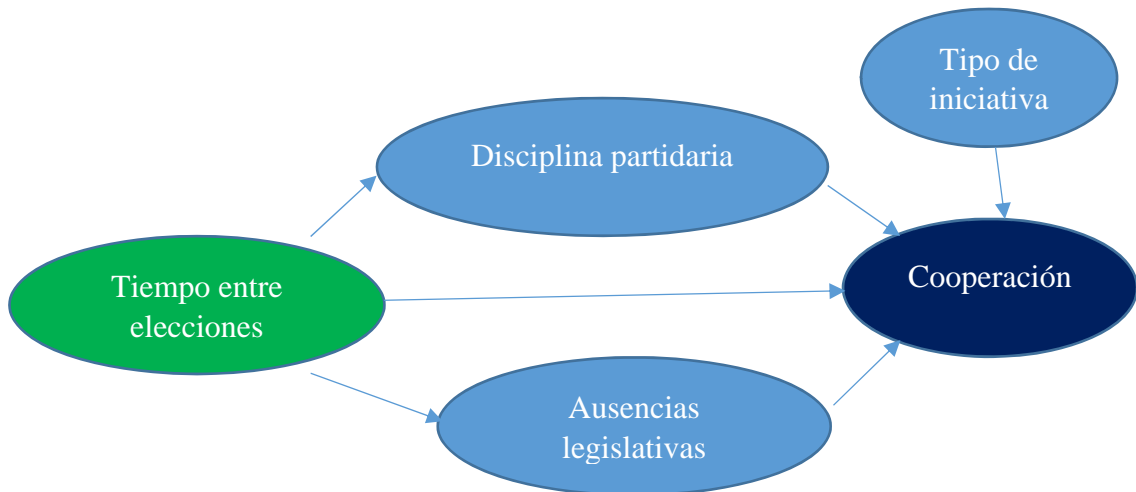 Tipo de
iniciativa
Disciplina partidaria
Tiempo entre
elecciones
Cooperación
Ausencias
legislativas